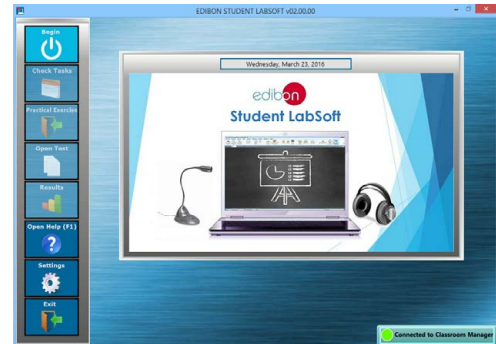 EDIBON STUDENT LABSOFT v02.00.00
Begin
Check Tasks
Practical Exercise
Open Test
Results
Open Help (F1)
Settings
Exit
Wednesday, March 23, 2016
edibon
Student LabSoft
Connected to Classroom Manager